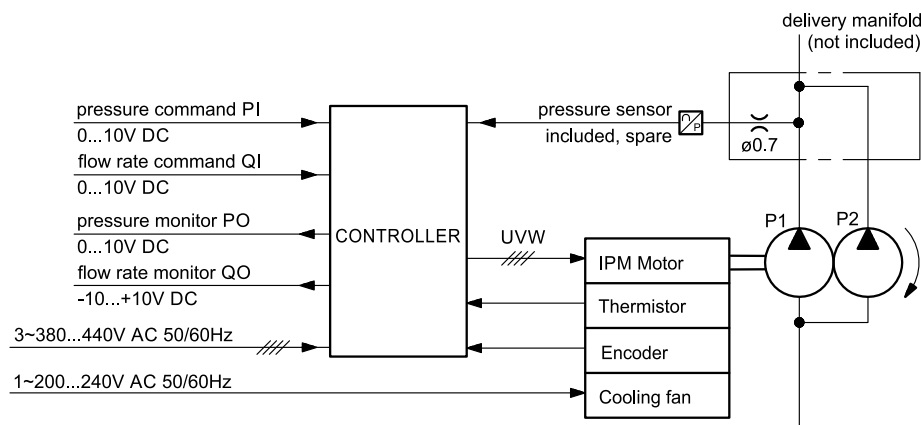 delivery manifold
(not included)
pressure command PI
0...10V DC
flow rate command QI
0...10V DC
pressure monitor PO
0...10V DC
flow rate monitor QO
-10...+10V DC
3~380...440V AC 50/60Hz
1~200...240V AC 50/60Hz
CONTROLLER
pressure sensor
included, spare
P
ø0.7
UVW
P1
P2
IPM Motor
Thermistor
Encoder
Cooling fan